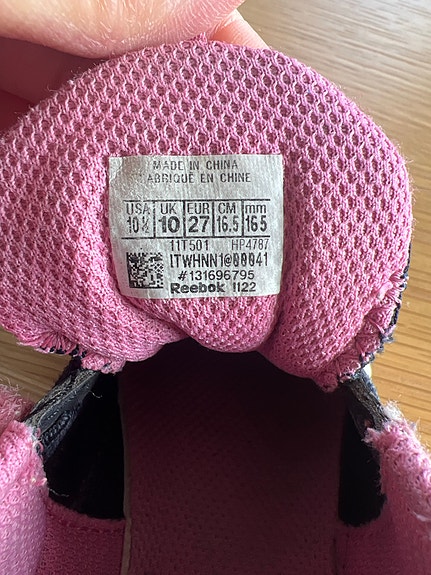 MADE IN CHINA
FABRIQUÉ EN CHINE
USA UK EUR CM mm
10½ 10 27 16.5 165
11T501 HP4787
ITWHNN1@00041
#131696795
Reebok 1122